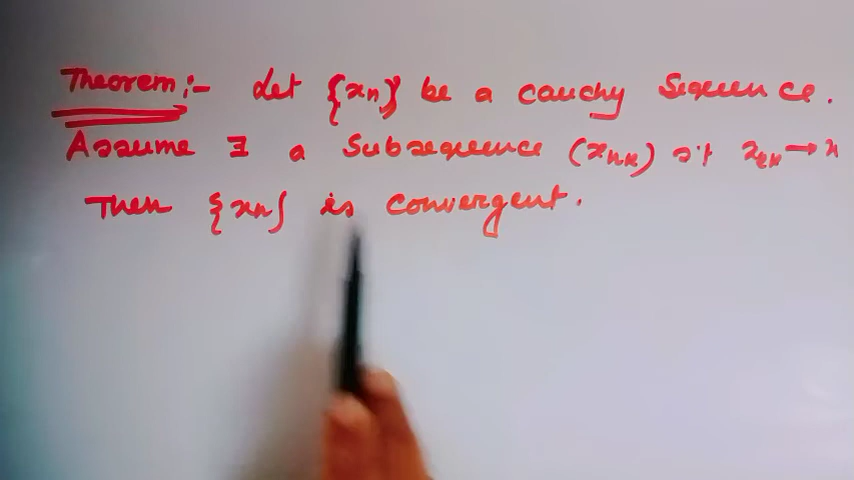 Theorem:- Let {xn} be a cauchy Sequence.
Assume ∃ a Subsequence (xnk) s.t xnk → x
Then {xn} is convergent.